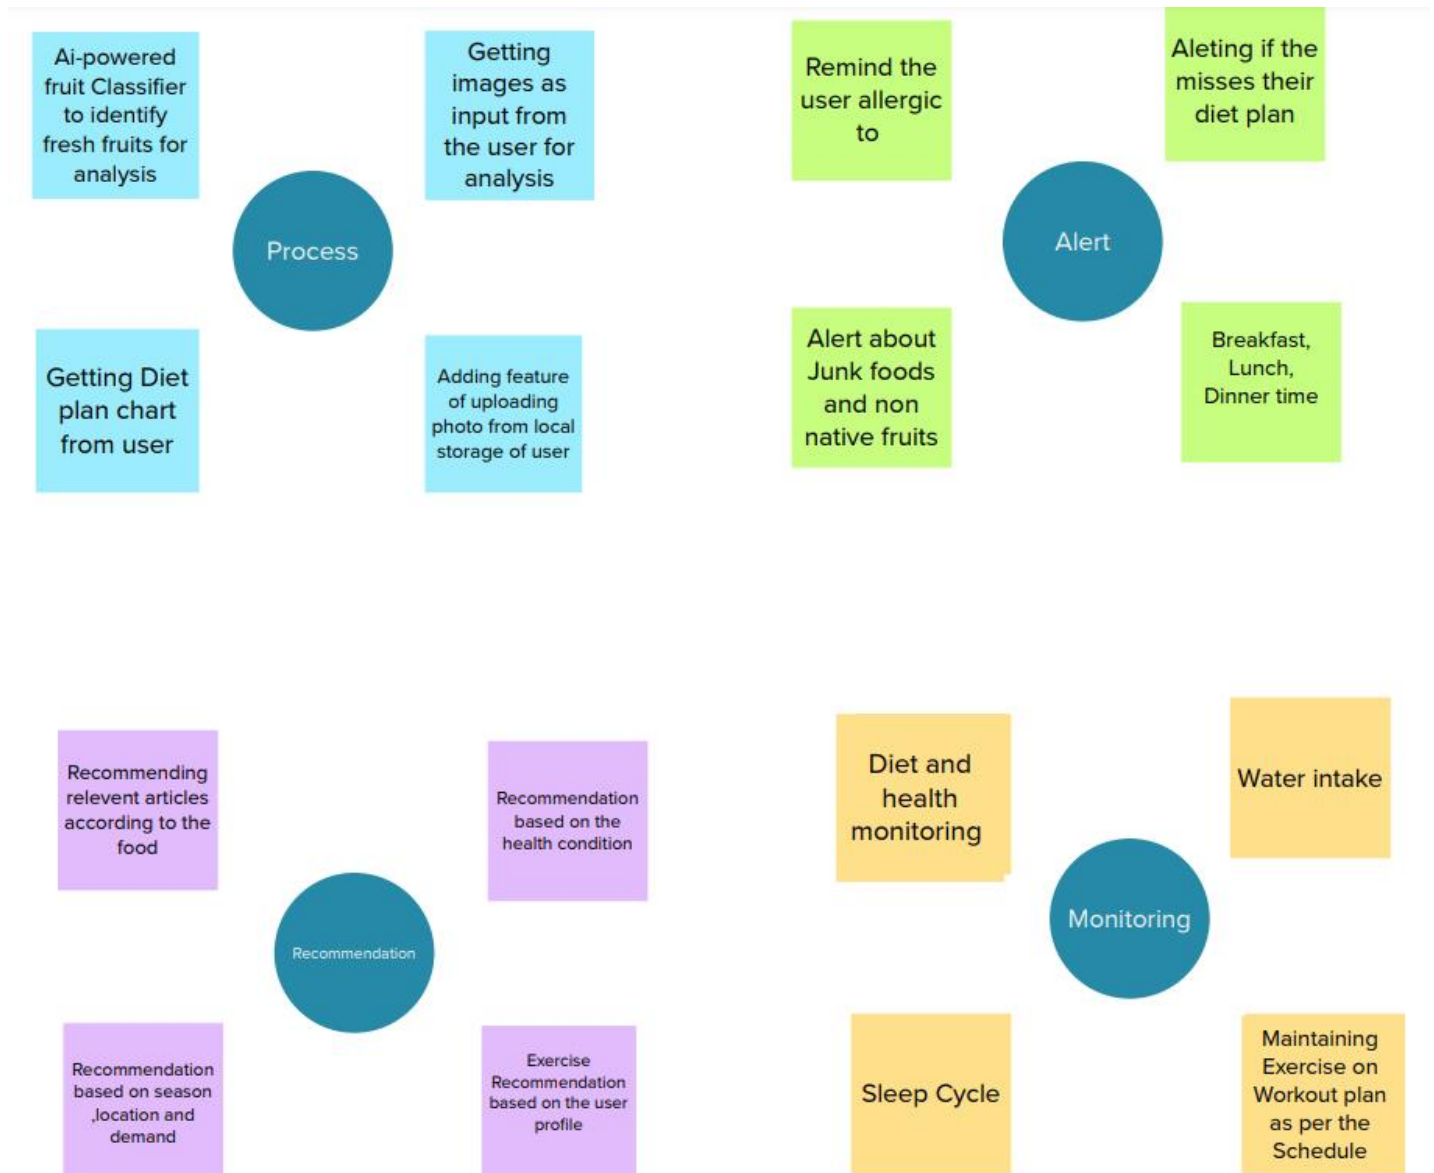 Ai-powered
fruit Classifier
to identify
fresh fruits for
analysis
Getting
images as
input from
the user for
analysis
Process
Getting Diet
plan chart
from user
Adding feature
of uploading
photo from local
storage of user
Remind the
user allergic
to
Aleting if the
misses their
diet plan
Alert
Alert about
Junk foods
and non
native fruits
Breakfast,
Lunch,
Dinner time
Recommending
relevent articles
according to the
food
Recommendation
based on the
health condition
Recommendation
Recommendation
based on season
,location and
demand
Exercise
Recommendation
based on the user
profile
Diet and
health
monitoring
Water intake
Monitoring
Sleep Cycle
Maintaining
Exercise on
Workout plan
as per the
Schedule